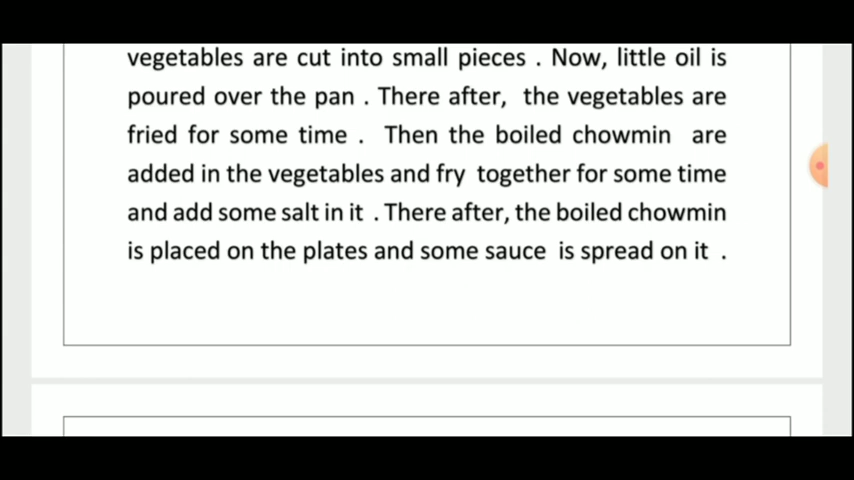 vegetables are cut into small pieces . Now, little oil is
poured over the pan . There after, the vegetables are
fried for some time . Then the boiled chowmin are
added in the vegetables and fry together for some time
and add some salt in it . There after, the boiled chowmin
is placed on the plates and some sauce is spread on it .